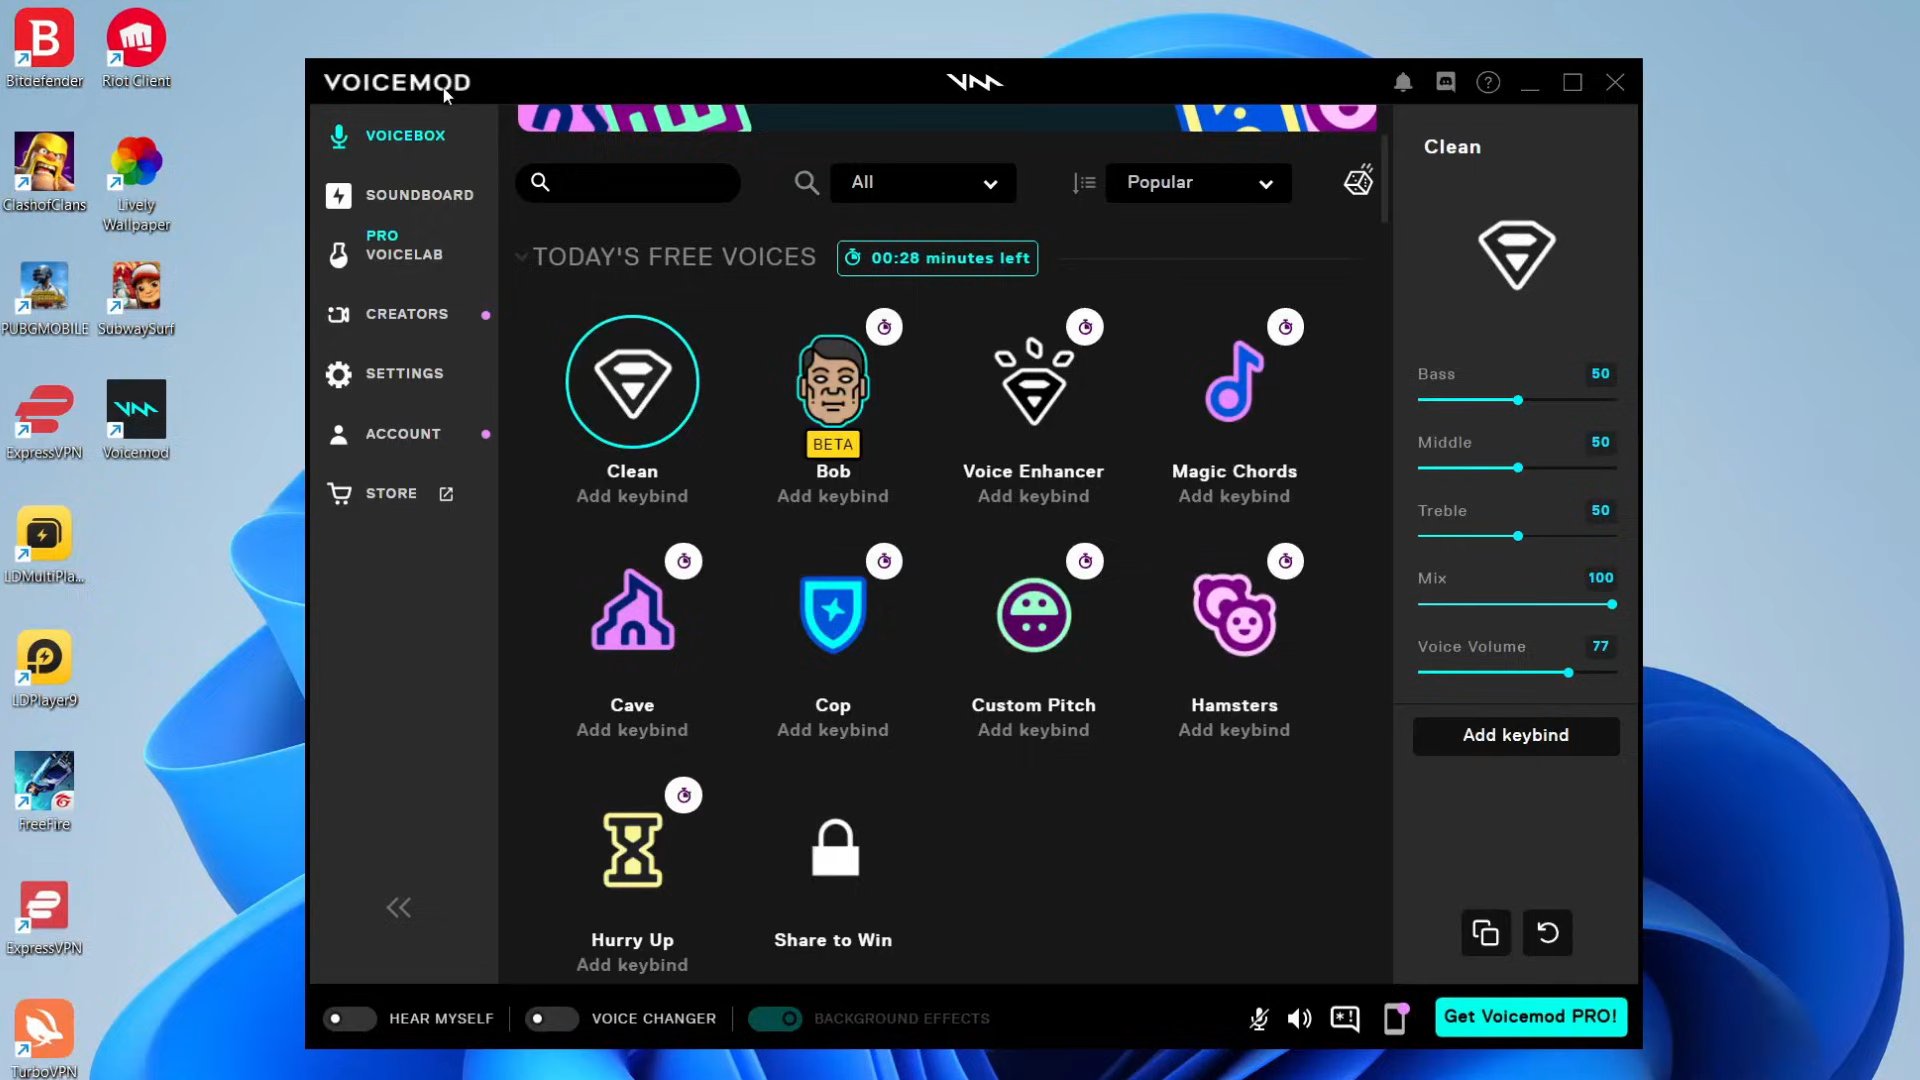 Bitdefender
Riot Client
ClashofClans
Lively
Wallpaper
PUBGMOBILE
SubwaySurf
ExpressVPN
Voicemod
LDMultiPla...
LDPlayer9
FreeFire
ExpressVPN
TurboVPN
VOICEMOD
VOICEBOX
SOUNDBOARD
PRO
VOICELAB
CREATORS
SETTINGS
ACCOUNT
STORE
All
Popular
TODAY'S FREE VOICES
00:28 minutes left
Clean
Add keybind
BETA
Bob
Add keybind
Voice Enhancer
Add keybind
Magic Chords
Add keybind
Cave
Add keybind
Cop
Add keybind
Custom Pitch
Add keybind
Hamsters
Add keybind
Hurry Up
Add keybind
Share to Win
Clean
Bass 50
Middle 50
Treble 50
Mix 100
Voice Volume 77
Add keybind
HEAR MYSELF
VOICE CHANGER
BACKGROUND EFFECTS
Get Voicemod PRO!